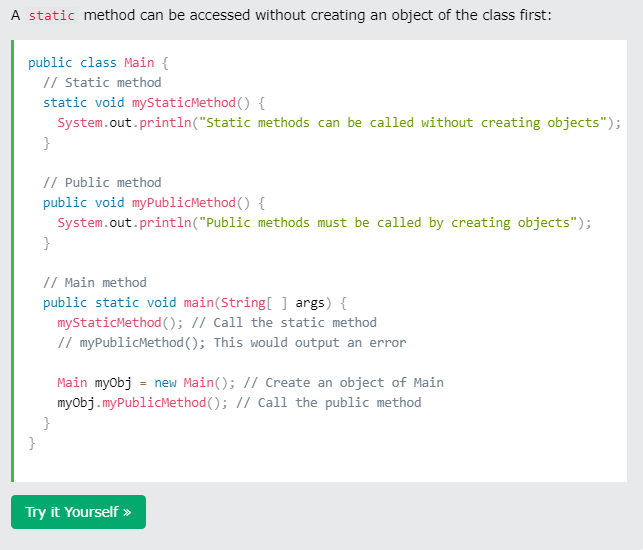 A static method can be accessed without creating an object of the class first:
public class Main {
  // Static method
  static void myStaticMethod() {
    System.out.println("Static methods can be called without creating objects");
  }

  // Public method
  public void myPublicMethod() {
    System.out.println("Public methods must be called by creating objects");
  }

  // Main method
  public static void main(String[ ] args) {
    myStaticMethod(); // Call the static method
    // myPublicMethod(); This would output an error

    Main myObj = new Main(); // Create an object of Main
    myObj.myPublicMethod(); // Call the public method
  }
}
Try it Yourself »